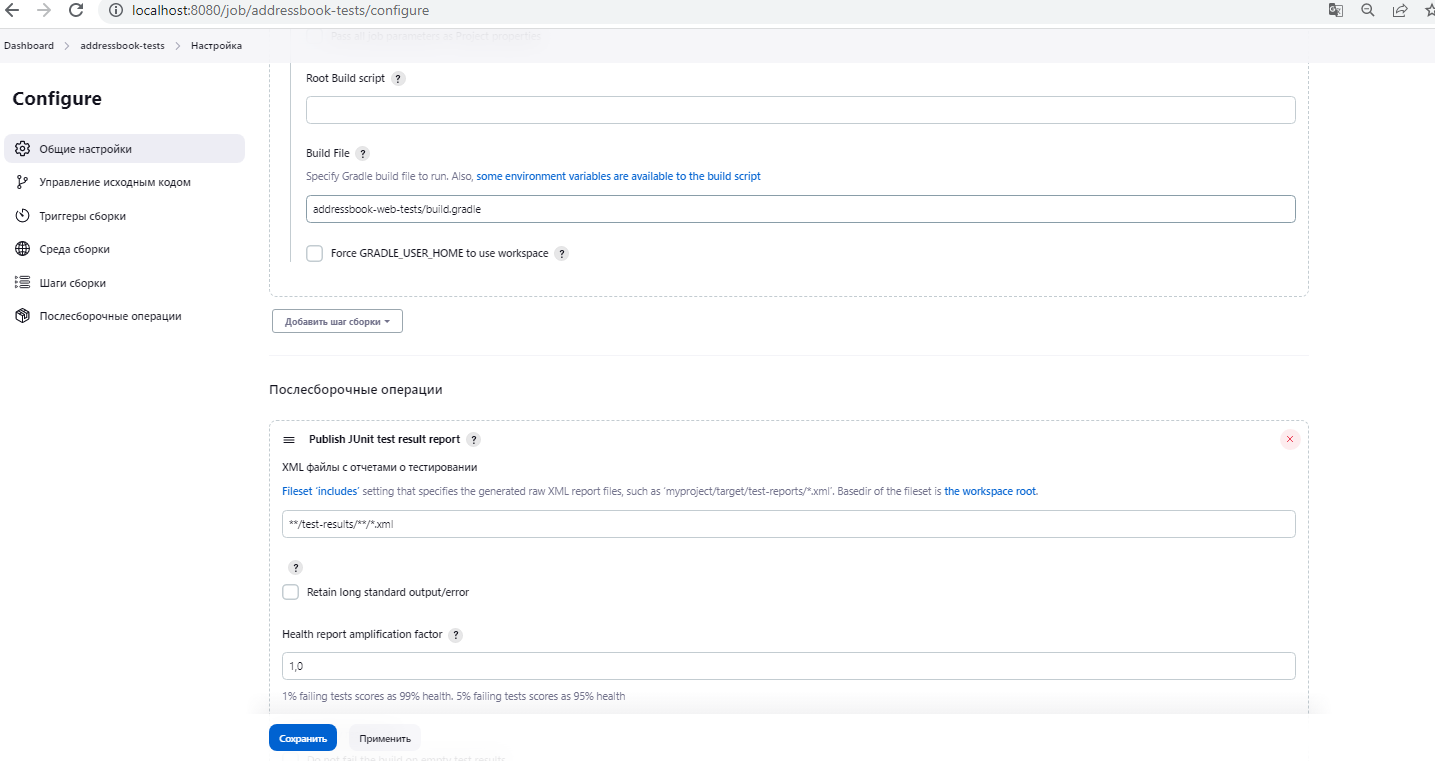 localhost:8080/job/addressbook-tests/configure
Dashboard > addressbook-tests > Настройка
Pass all job parameters as Project properties
Configure
Общие настройки
Управление исходным кодом
Триггеры сборки
Среда сборки
Шаги сборки
Послесборочные операции
Root Build script ?
Build File ?
Specify Gradle build file to run. Also, some environment variables are available to the build script
addressbook-web-tests/build.gradle
Force GRADLE_USER_HOME to use workspace ?
Добавить шаг сборки
Послесборочные операции
Publish JUnit test result report ?
XML файлы с отчетами о тестировании
Fileset 'includes' setting that specifies the generated raw XML report files, such as 'myproject/target/test-reports/*.xml'. Basedir of the fileset is the workspace root.
**/test-results/**/*.xml
?
Retain long standard output/error
Health report amplification factor ?
1,0
1% failing tests scores as 99% health. 5% failing tests scores as 95% health
Сохранить
Применить
Do not fail the build on empty test results